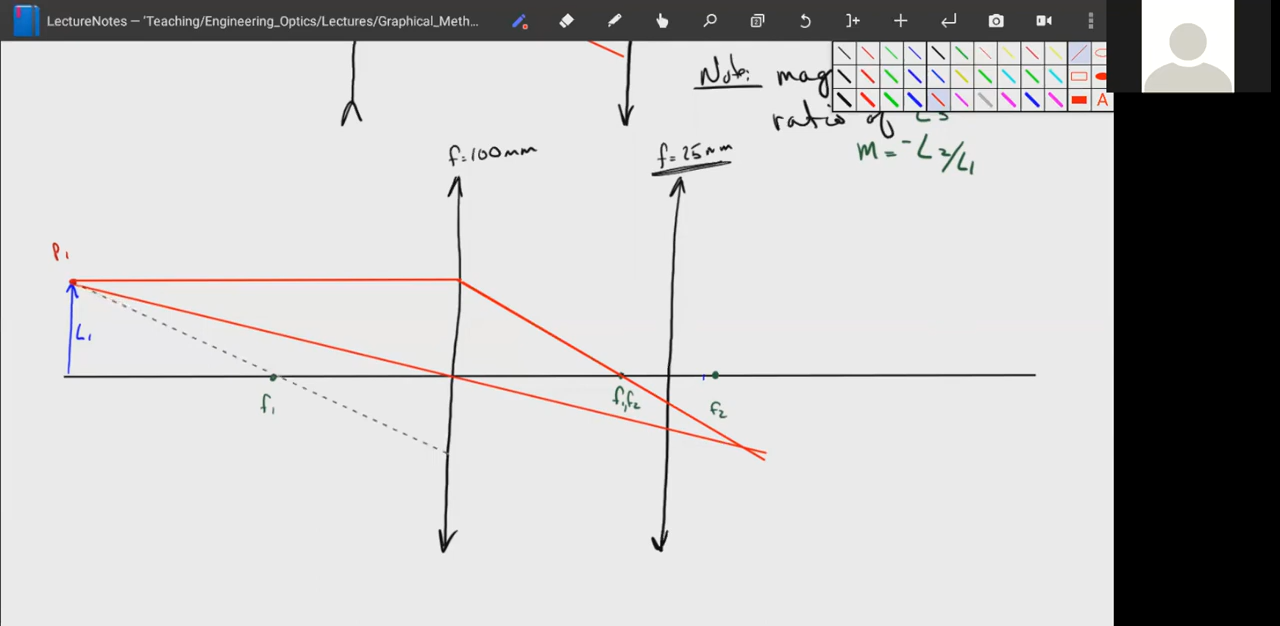 LectureNotes — 'Teaching/Engineering_Optics/Lectures/Graphical_Meth...
Note: mag
ratio of L3
m = -L2/L1
f=100mm
f=25mm
P1
L1
f1
f1,f2
f2
A